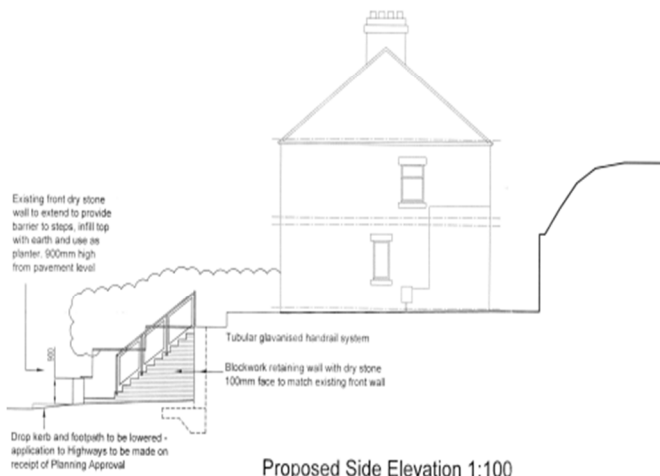 Existing front dry stone
wall to extend to provide
barrier to steps, infill top
with earth and use as
planter. 900mm high
from pavement level
900
Tubular glavanised handrail system
Blockwork retaining wall with dry stone
100mm face to match existing front wall
Drop kerb and footpath to be lowered -
application to Highways to be made on
receipt of Planning Approval
Proposed Side Elevation 1:100